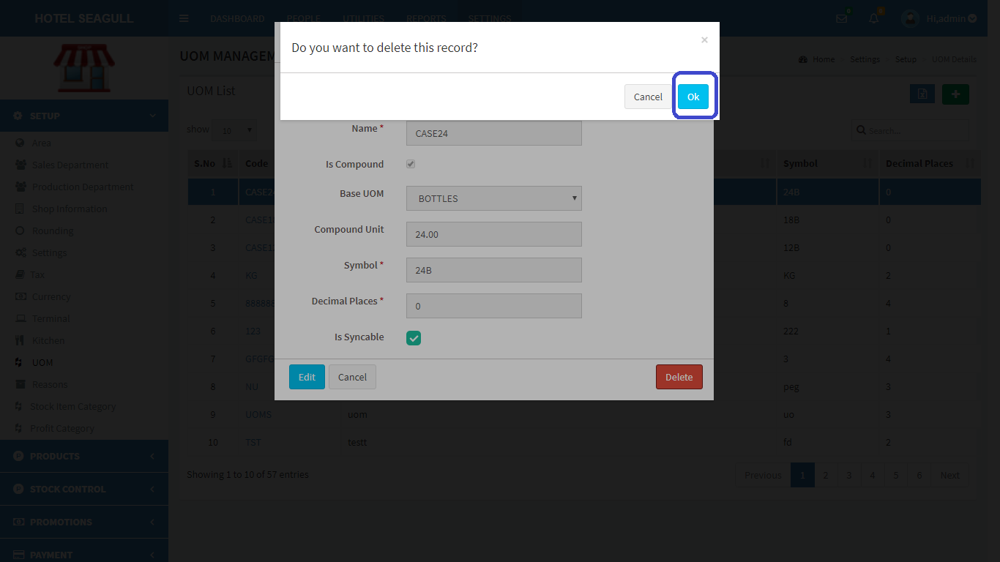 HOTEL SEAGULL
DASHBOARD PEOPLE UTILITIES REPORTS SETTINGS
0
0
Hi,admin
Do you want to delete this record?
×
Cancel
Ok
UOM MANAGEM
Home
Settings
Setup
UOM Details
UOM List
show 10
Search...
SETUP
Area
Sales Department
Production Department
Shop Information
Rounding
Settings
Tax
Currency
Terminal
Kitchen
UOM
Reasons
Stock Item Category
Profit Category
PRODUCTS
STOCK CONTROL
PROMOTIONS
PAYMENT
Name *
CASE24
Is Compound
Base UOM
BOTTLES
Compound Unit
24.00
Symbol *
24B
Decimal Places *
0
Is Syncable
Edit
Cancel
Delete
S.No Code Symbol Decimal Places
1 CASE24 24B 0
2 CASE1 18B 0
3 CASE1 12B 0
4 KG KG 2
5 888888 8 4
6 123 222 1
7 GFGFG 3 4
8 NU peg 3
9 UOMS uom uo 3
10 TST testt fd 2
Showing 1 to 10 of 57 entries
Previous 1 2 3 4 5 6 Next